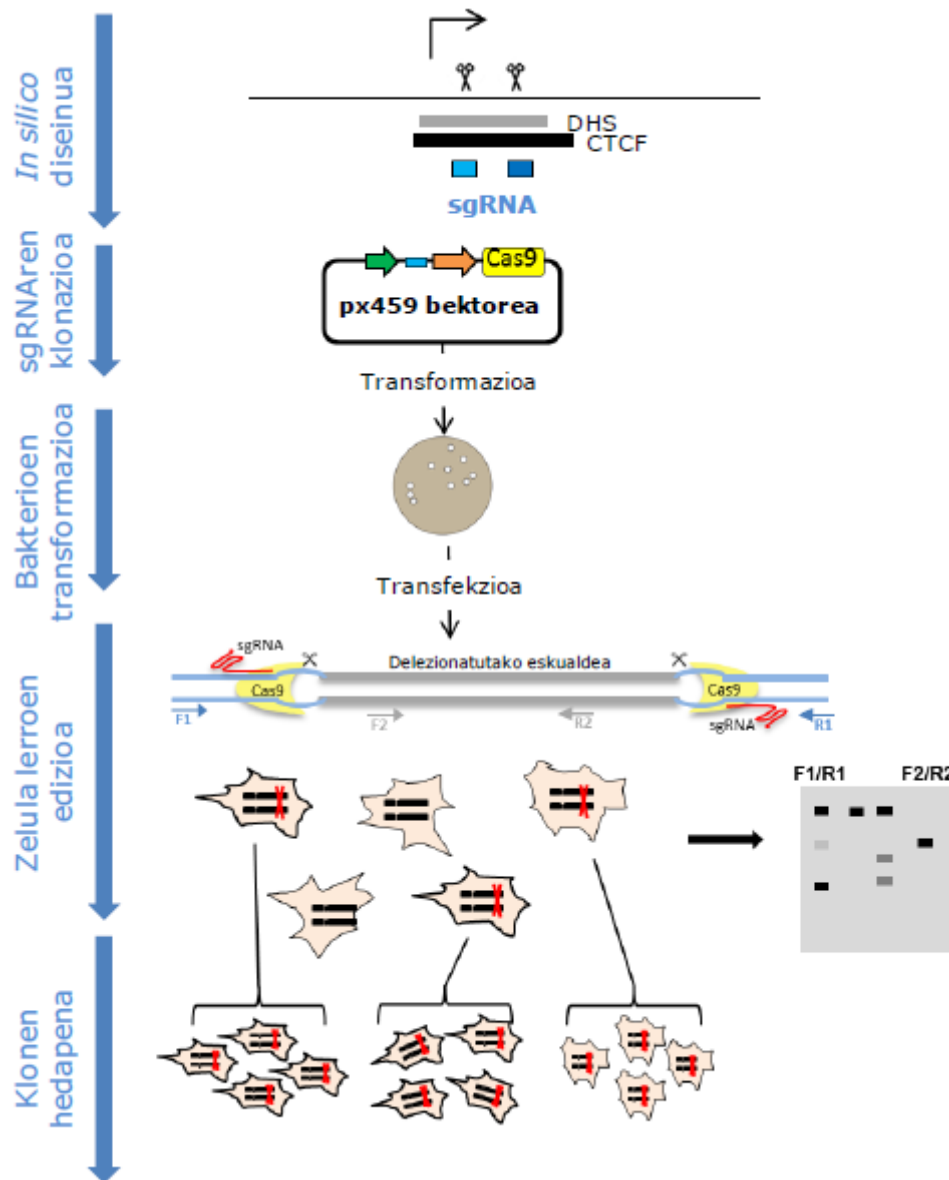 In silico
diseinua
DHS
CTCF
sgRNA
sgRNAren
klonazioa
Cas9
px459 bektorea
Transformazioa
Bakterioen
transformazioa
Transfekzioa
Zelula lerroen
edizioa
sgRNA
Delezionatutako eskualdea
Cas9
Cas9
F1
F2
R2
sgRNA
R1
F1/R1
F2/R2
Klonen
hedapena